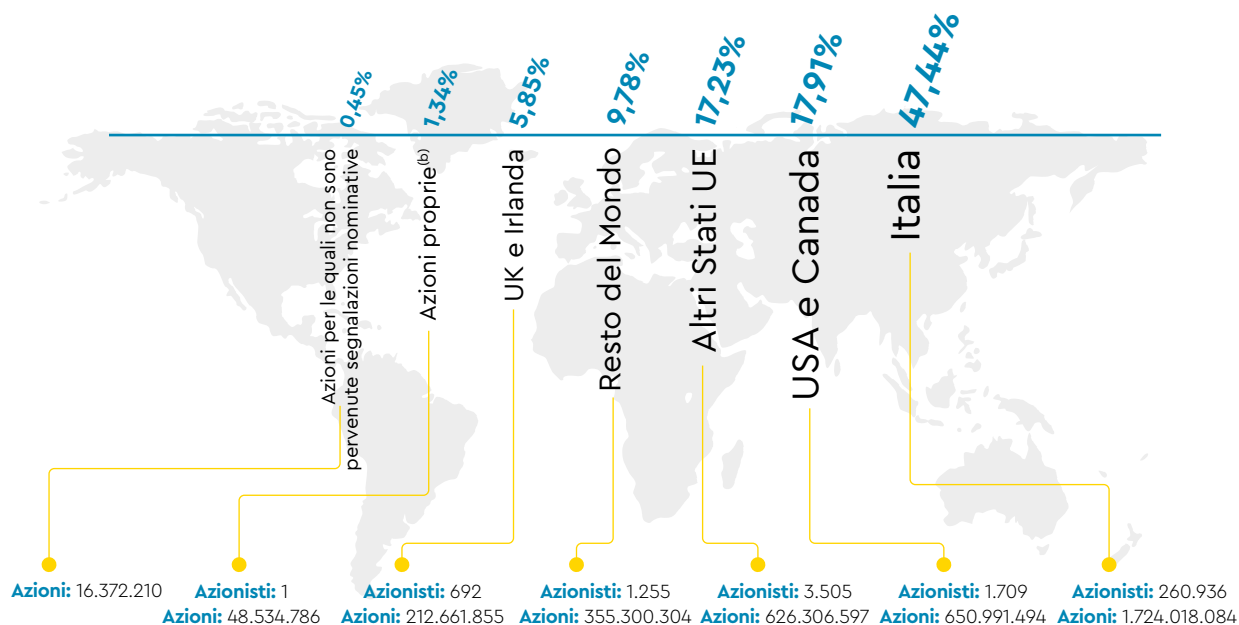 0,45%
1,34%
5,85%
9,78%
17,23%
17,91%
47,44%
Azioni per le quali non sono
pervenute segnalazioni nominative
Azioni proprie(b)
UK e Irlanda
Resto del Mondo
Altri Stati UE
USA e Canada
Italia
Azioni: 16.372.210
Azionisti: 1
Azioni: 48.534.786
Azionisti: 692
Azioni: 212.661.855
Azionisti: 1.255
Azioni: 355.300.304
Azionisti: 3.505
Azioni: 626.306.597
Azionisti: 1.709
Azioni: 650.991.494
Azionisti: 260.936
Azioni: 1.724.018.084